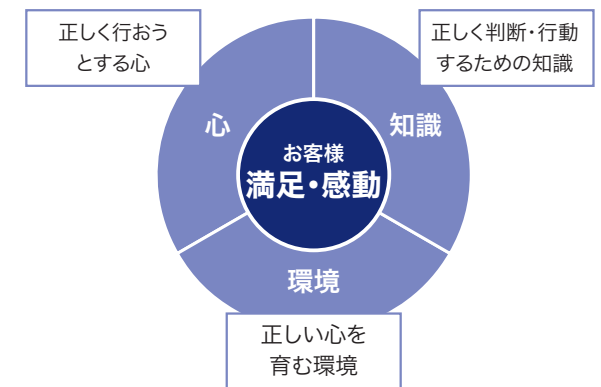 正しく行おう
とする心
正しく判断・行動
するための知識
心
知識
お客様
満足・感動
環境
正しい心を
育む環境